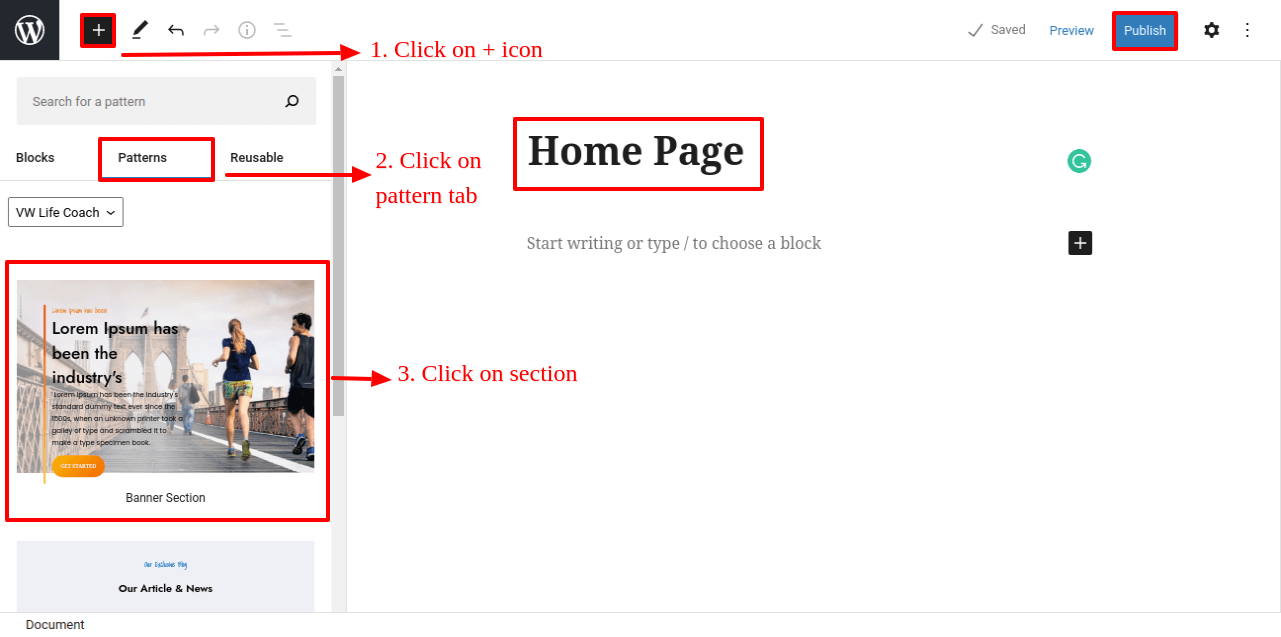 Saved
Preview
Publish
1. Click on + icon
Search for a pattern
Blocks
Patterns
Reusable
2. Click on
pattern tab
VW Life Coach
Home Page
Start writing or type / to choose a block
Lorem Ipsum has been
Lorem Ipsum has
been the
industry's
Lorem Ipsum has been the industry's
standard dummy text ever since the
1500s, when an unknown printer took a
galley of type and scrambled it to
make a type specimen book.
GET STARTED
Banner Section
3. Click on section
Our Exclusive Blog
Our Article & News
Document